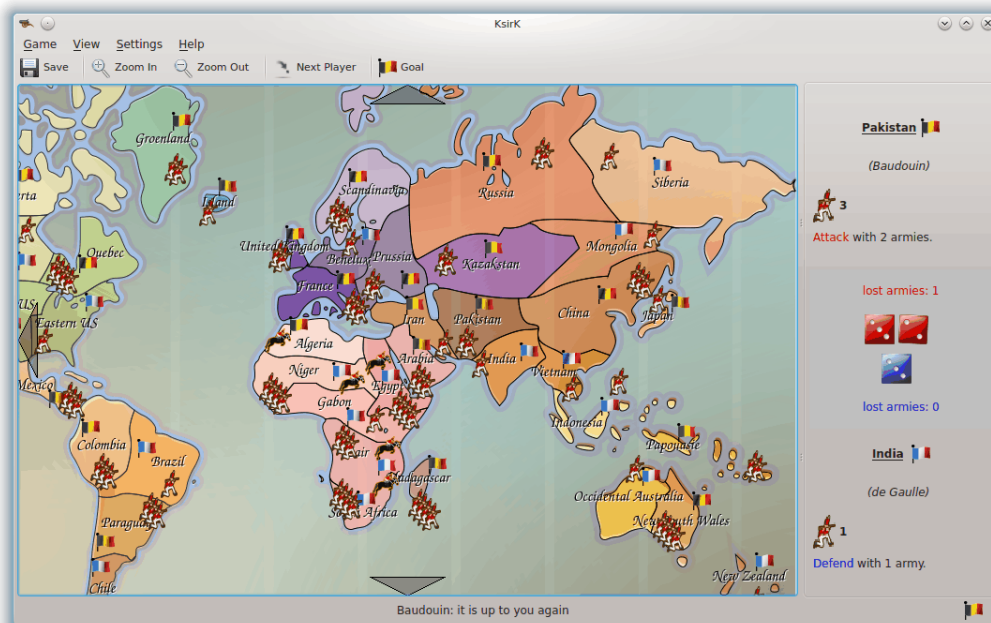 KsirK
Game View Settings Help
Save Zoom In Zoom Out Next Player Goal
Groenland
Island
Scandinavia
Russia
Siberia
Quebec
United Kingdom
Benelux
Prussia
Kazakstan
Mongolia
France
Eastern US
US
Iran
Pakistan
China
Japan
Algeria
Arabia
India
Vietnam
Niger
Egypt
Mexico
Gabon
Indonesia
Colombia
Brazil
Papouasie
Madagascar
Occidental Australia
Africa
New South Wales
Chile
New Zealand
Pakistan
(Baudouin)
3
Attack with 2 armies.
lost armies: 1
lost armies: 0
India
(de Gaulle)
1
Defend with 1 army.
Baudouin: it is up to you again